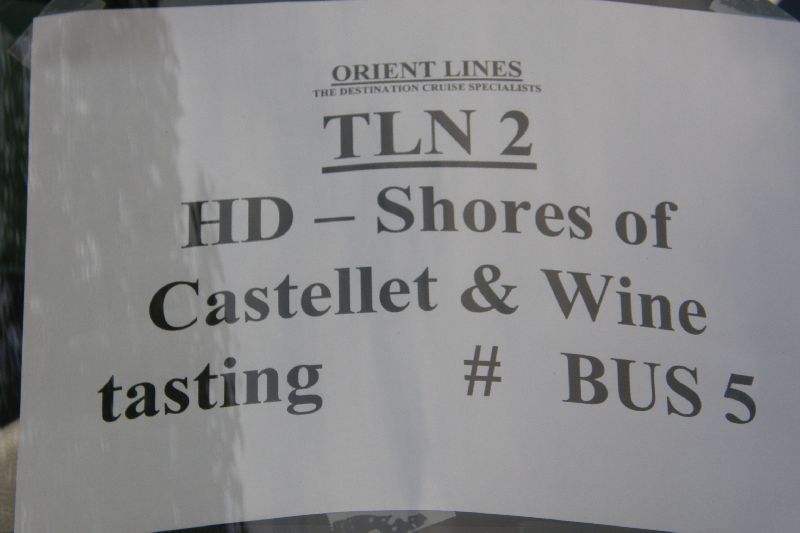 ORIENT LINES
THE DESTINATION CRUISE SPECIALISTS
TLN 2
HD – Shores of
Castellet & Wine
tasting # BUS 5